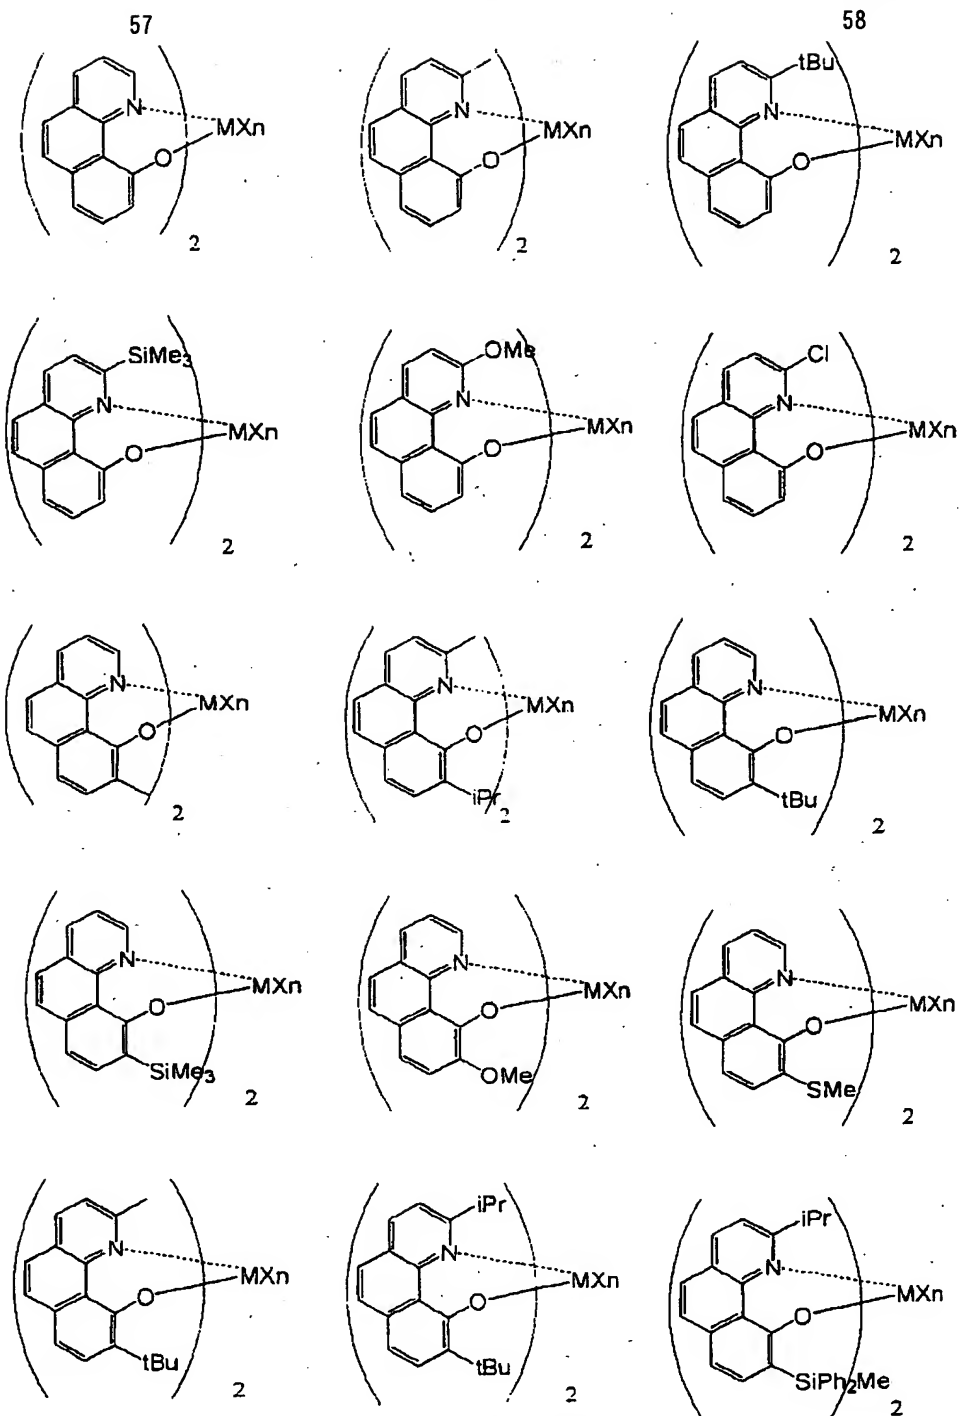 57 58
N MXn O 2
N MXn O 2
tBu N MXn O 2
SiMe3 N MXn O 2
OMe N MXn O 2
Cl N MXn O 2
N MXn O 2
N MXn O iPr 2
N MXn O tBu 2
N MXn O SiMe3 2
N MXn O OMe 2
N MXn O SMe 2
N MXn O tBu 2
iPr N MXn O tBu 2
iPr N MXn O SiPh2Me 2